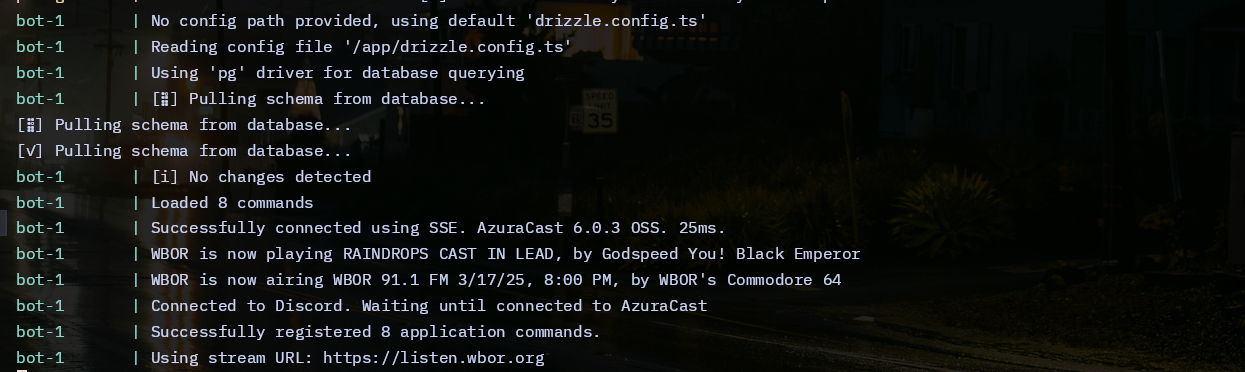 bot-1 | No config path provided, using default 'drizzle.config.ts'
bot-1 | Reading config file '/app/drizzle.config.ts'
bot-1 | Using 'pg' driver for database querying
bot-1 | [⣷] Pulling schema from database...
[⣷] Pulling schema from database...
[✓] Pulling schema from database...
bot-1 | [i] No changes detected
bot-1 | Loaded 8 commands
bot-1 | Successfully connected using SSE. AzuraCast 6.0.3 OSS. 25ms.
bot-1 | WBOR is now playing RAINDROPS CAST IN LEAD, by Godspeed You! Black Emperor
bot-1 | WBOR is now airing WBOR 91.1 FM 3/17/25, 8:00 PM, by WBOR's Commodore 64
bot-1 | Connected to Discord. Waiting until connected to AzuraCast
bot-1 | Successfully registered 8 application commands.
bot-1 | Using stream URL: https://listen.wbor.org
SPEED
35